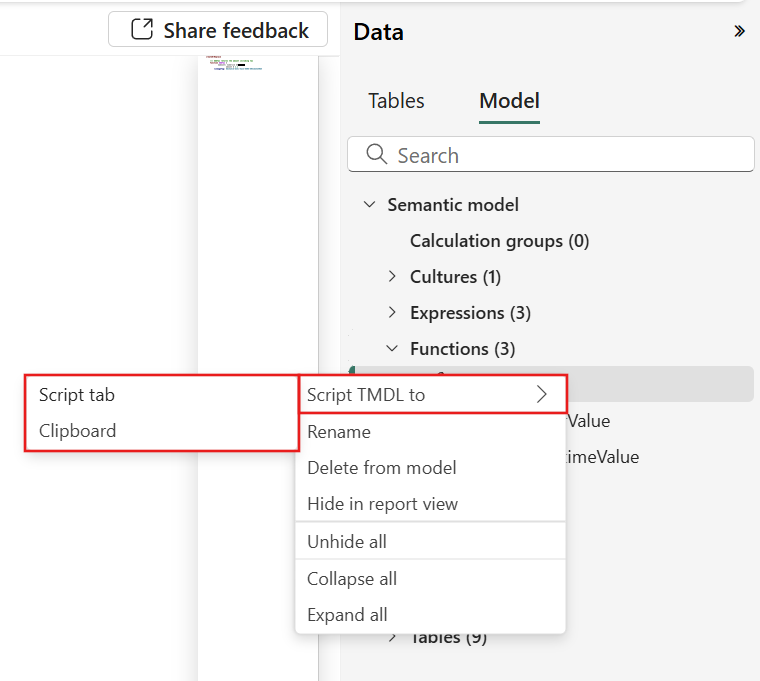 Share feedback
Data
Tables Model
Search
Semantic model
Calculation groups (0)
Cultures (1)
Expressions (3)
Functions (3)
Script tab
Clipboard
Script TMDL to
Rename
Delete from model
Hide in report view
Unhide all
Collapse all
Expand all
Tables (9)